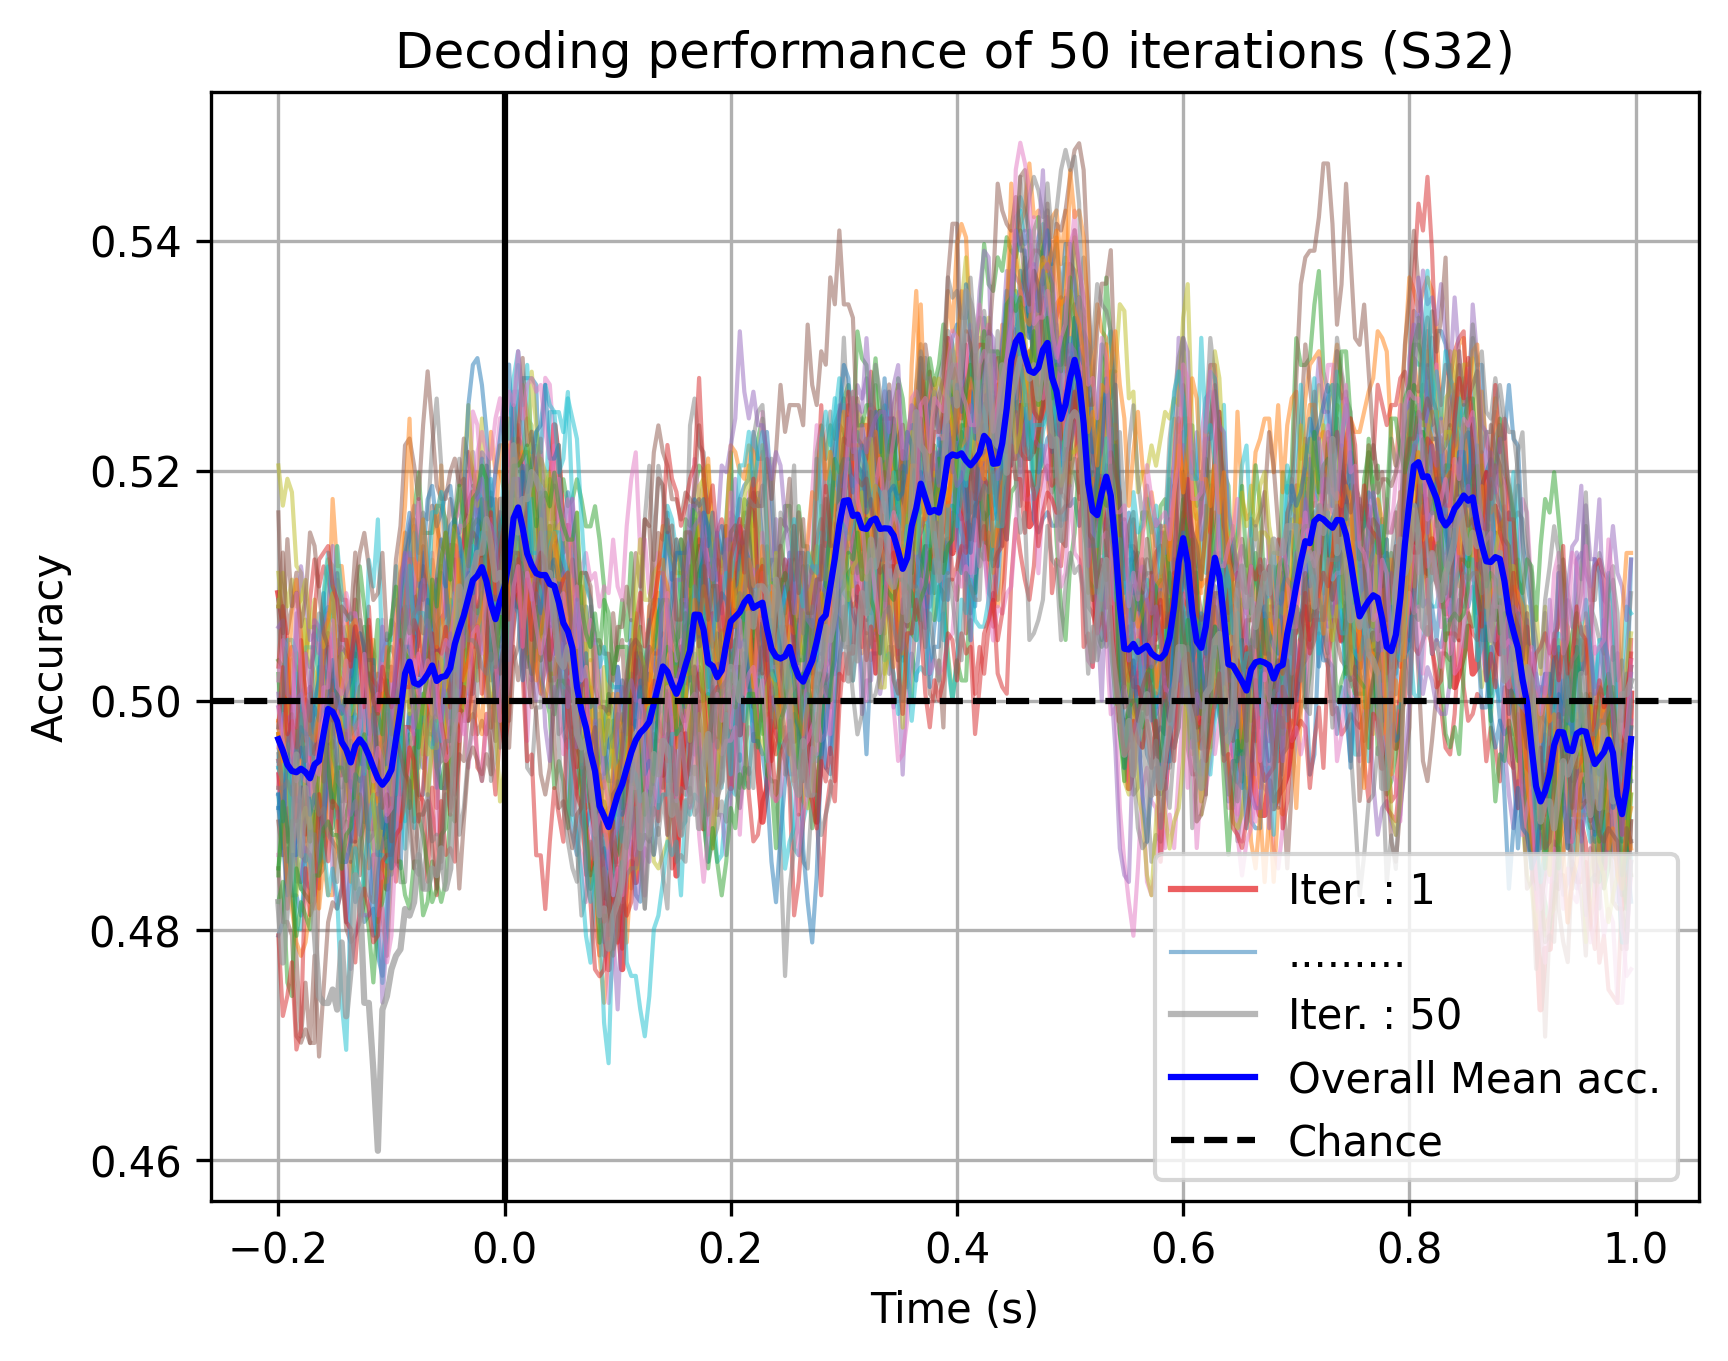 Decoding performance of 50 iterations (S32)
Accuracy
0.54
0.52
0.50
0.48
0.46
Iter. : 1
.........
Iter. : 50
Overall Mean acc.
Chance
−0.2 0.0 0.2 0.4 0.6 0.8 1.0
Time (s)